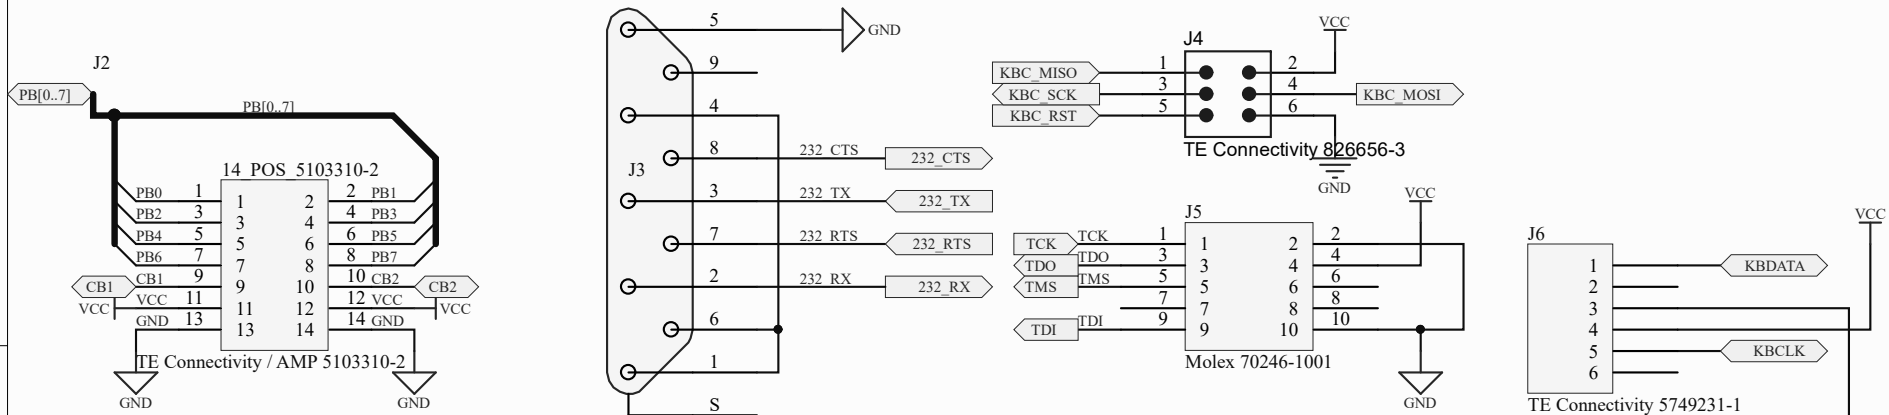 J2
PB[0..7]
PB[0..7]
14_POS_5103310-2
PB0 1 1 2 2 PB1
PB2 3 3 4 4 PB3
PB4 5 5 6 6 PB5
PB6 7 7 8 8 PB7
CB1 CB1 9 9 10 10 CB2 CB2
VCC VCC 11 11 12 12 VCC VCC
GND 13 13 14 14 GND
TE Connectivity / AMP 5103310-2
GND GND
J3
5 GND
9
4
8 232_CTS 232_CTS
3 232_TX 232_TX
7 232_RTS 232_RTS
2 232_RX 232_RX
6
1
S
J4
VCC
KBC_MISO 1 2
KBC_SCK 3 4 KBC_MOSI
KBC_RST 5 6
TE Connectivity 826656-3
GND
J5
VCC
TCK TCK 1 1 2 2
TDO TDO 3 3 4 4
TMS TMS 5 5 6 6
7 7 8 8
TDI TDI 9 9 10 10
Molex 70246-1001
GND
J6
VCC
1 KBDATA
2
3
4
5 KBCLK
6
TE Connectivity 5749231-1